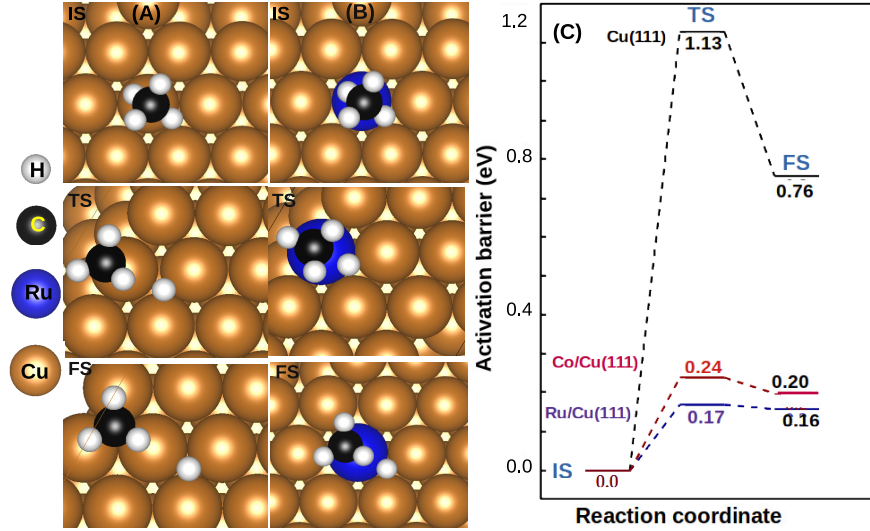 IS (A)
IS (B)
H
C
Ru
Cu
TS
TS
FS
FS
(C)
Activation barrier (eV)
1.2
0.8
0.4
0.0
TS
Cu(111)
1.13
FS
0.76
Co/Cu(111)
0.24
0.20
Ru/Cu(111)
0.17
0.16
IS
0.0
Reaction coordinate